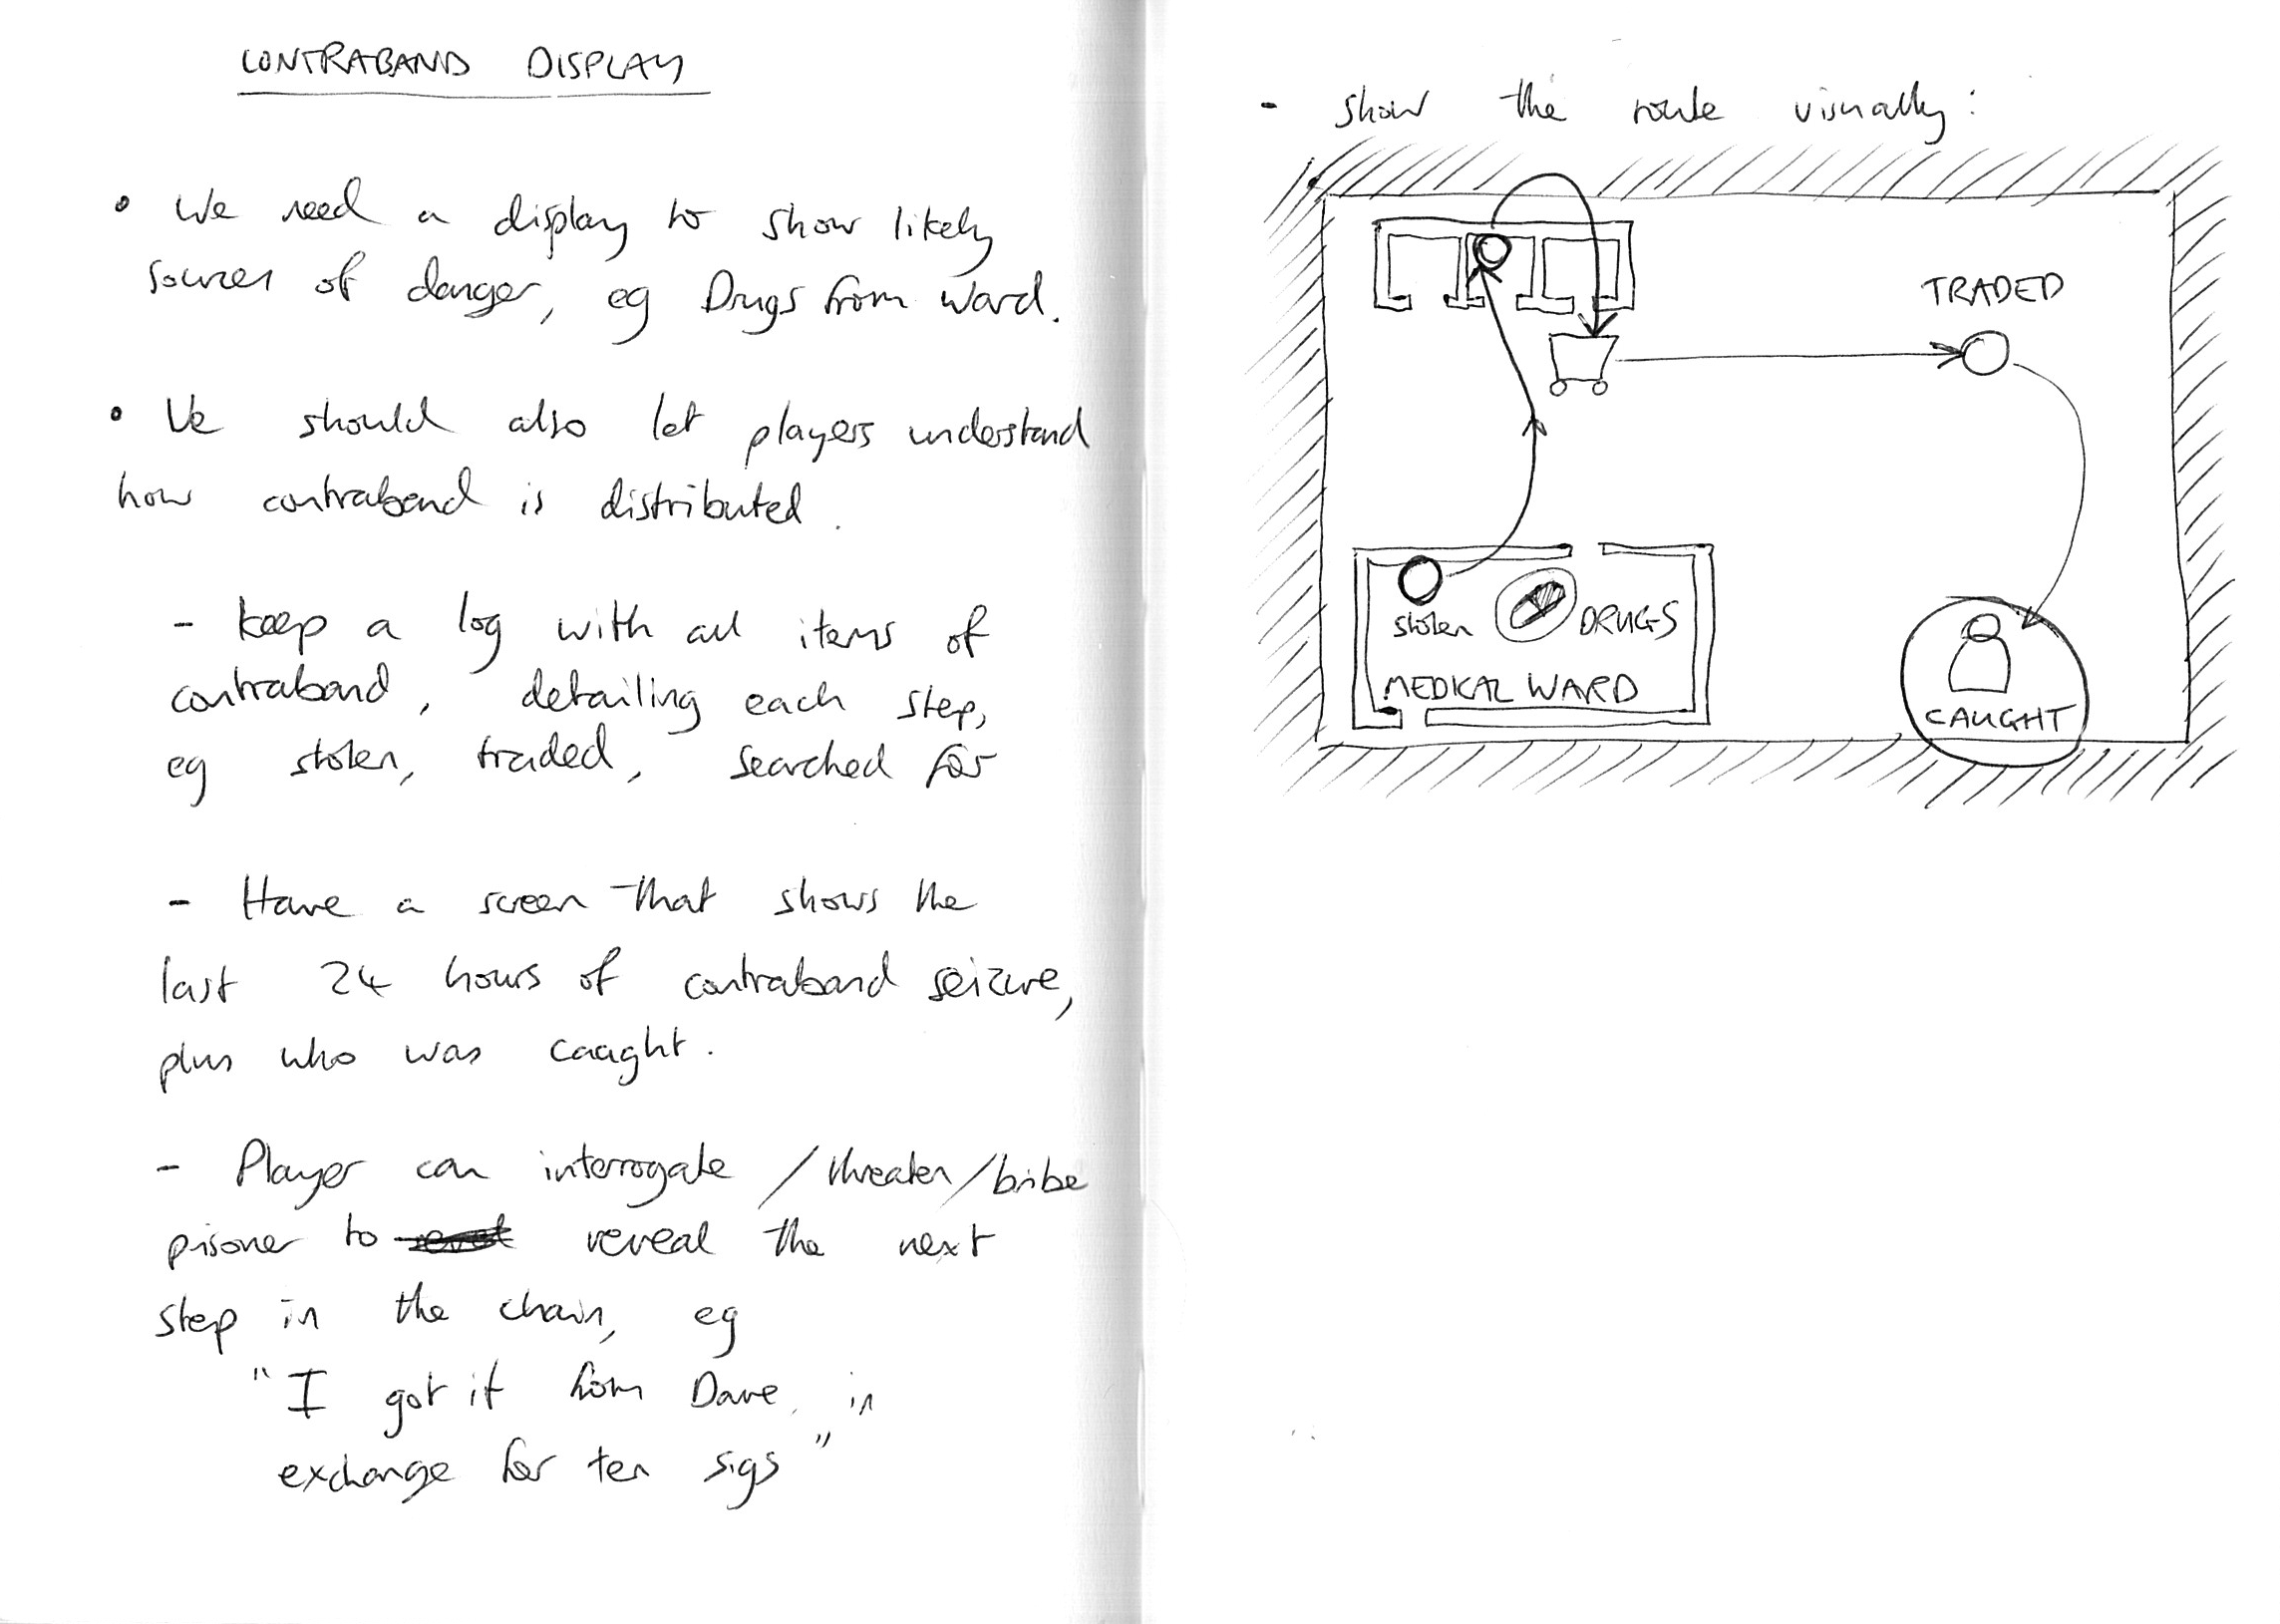 CONTRABAND DISPLAY
• We need a display to show likely
sources of danger, eg Drugs from Ward.
• We should also let players understand
how contraband is distributed.
- keep a log with all items of
contraband, detailing each step,
eg stolen, traded, searched for
- Have a screen that shows the
last 24 hours of contraband seizure,
plus who was caught.
- Player can interrogate / threaten / bribe
prisoner to reveal the next
step in the chain, eg
"I got it from Dave, in
exchange for ten sigs"
- show the route visually:
TRADED
stolen DRUGS
MEDICAL WARD
CAUGHT